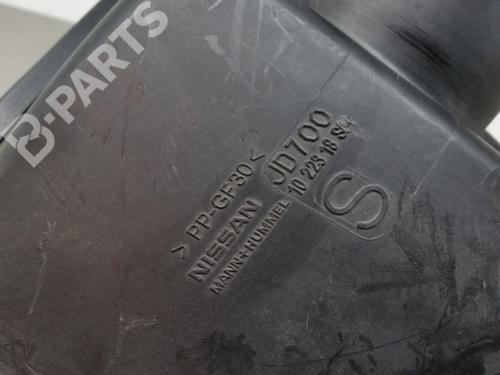 B-PARTS
>PP-GF30<
NISSAN
MANN+HUMMEL
JD700
10 223 18
S